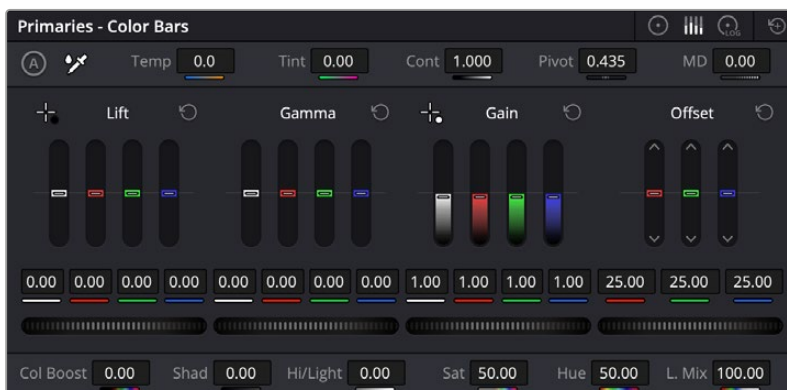 Primaries - Color Bars
LOG
A Temp 0.0 Tint 0.00 Cont 1.000 Pivot 0.435 MD 0.00
Lift Gamma Gain Offset
0.00 0.00 0.00 0.00 0.00 0.00 0.00 0.00 1.00 1.00 1.00 1.00 25.00 25.00 25.00
Col Boost 0.00 Shad 0.00 Hi/Light 0.00 Sat 50.00 Hue 50.00 L. Mix 100.00